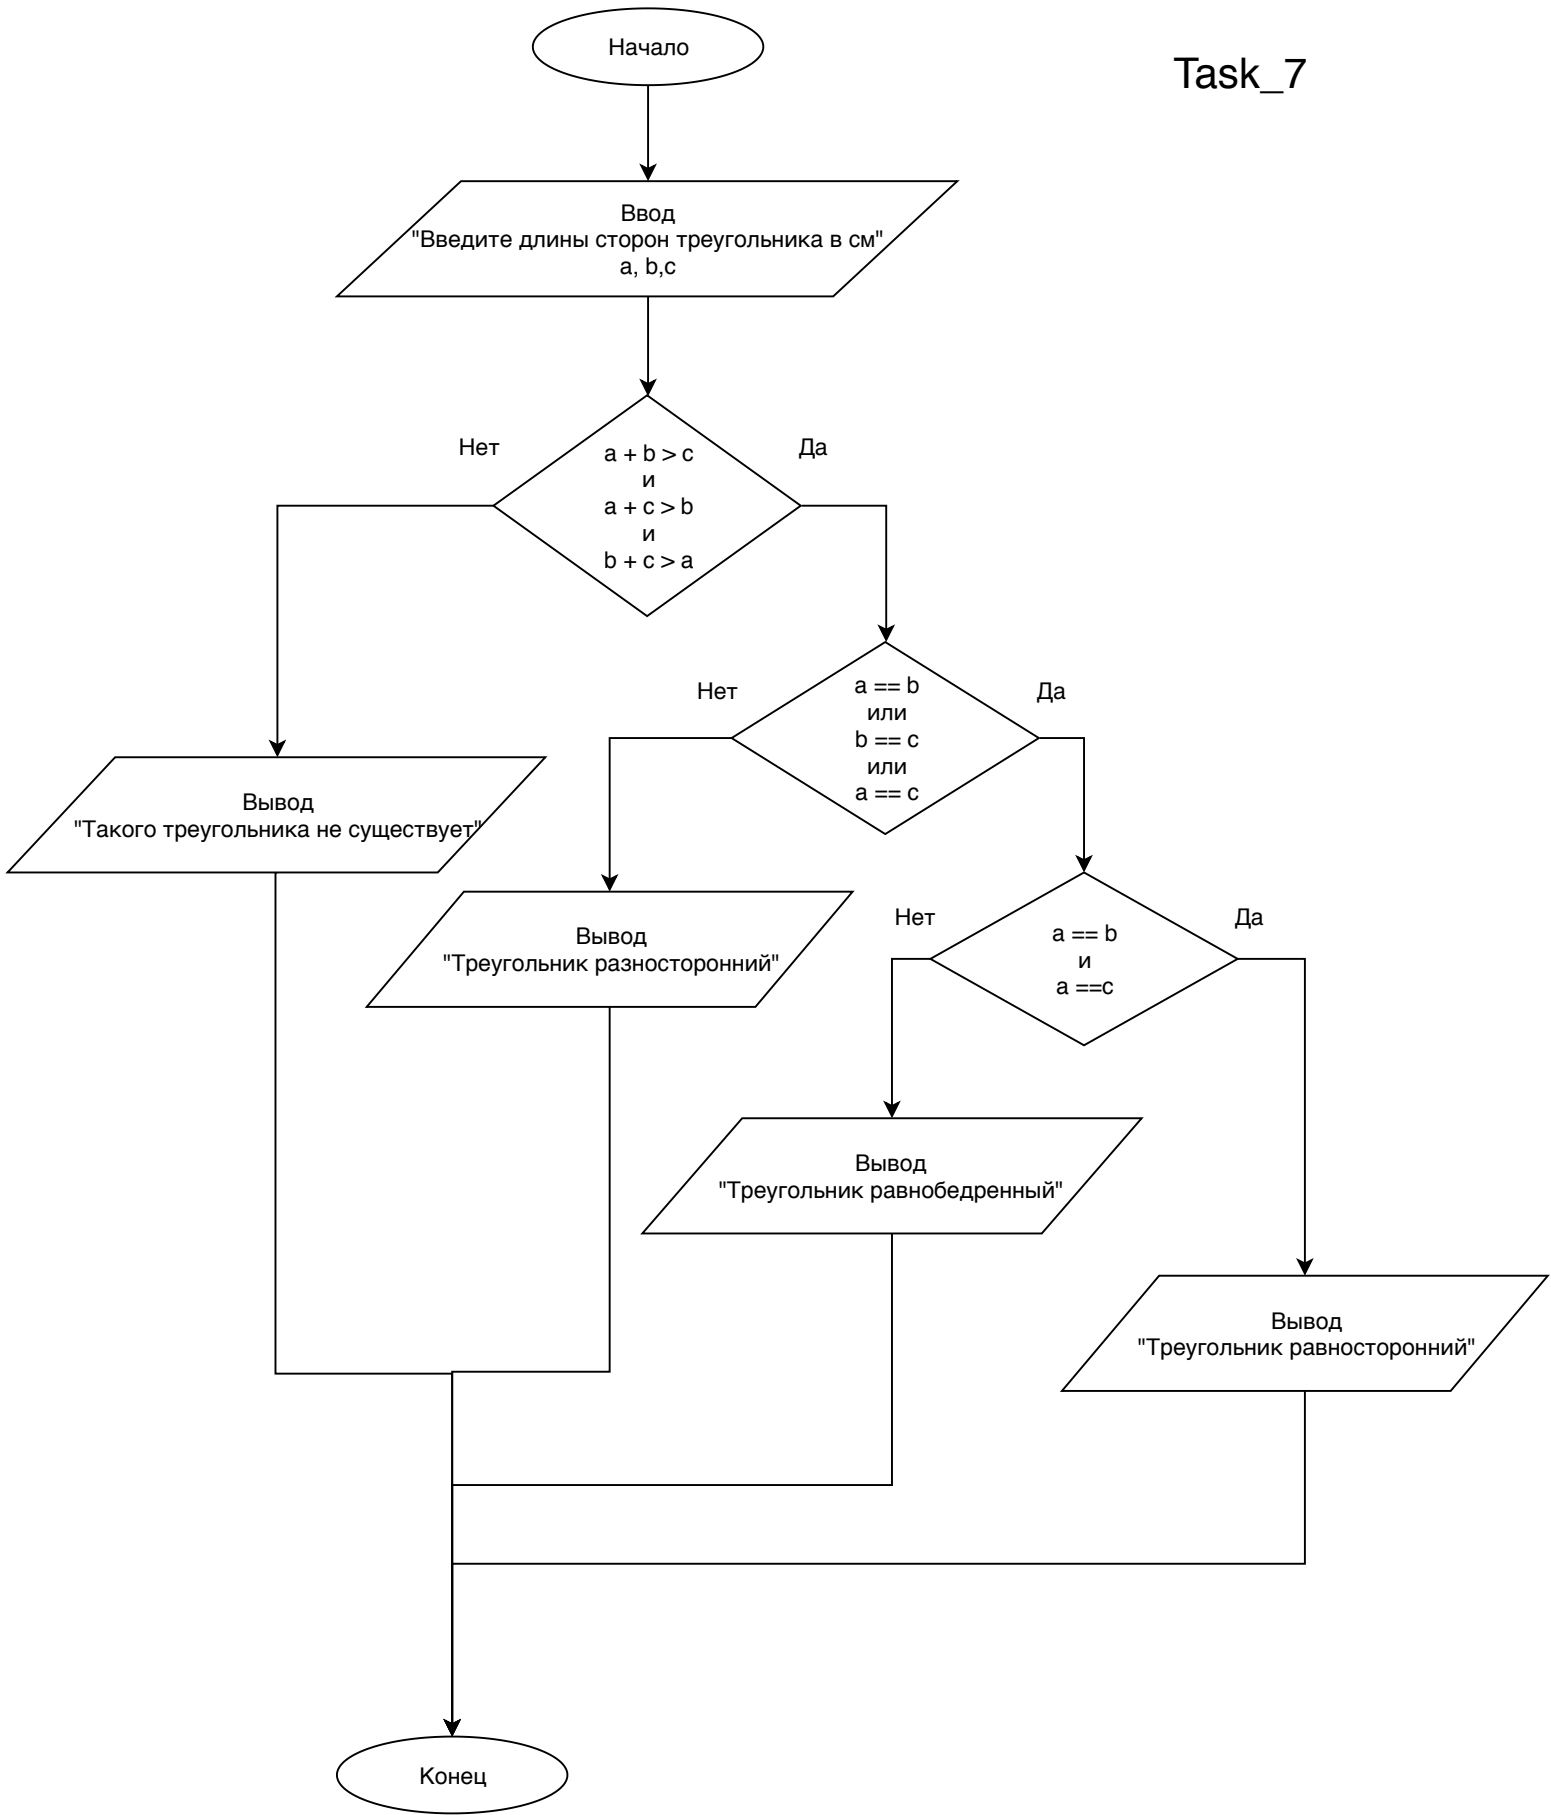 Начало
Task_7
Ввод
"Введите длины сторон треугольника в см"
a, b,c
Нет
Да
a + b > c
и
a + c > b
и
b + c > a
Нет
Да
a == b
или
b == c
или
a == c
Вывод
"Такого треугольника не существует"
Нет
Да
Вывод
"Треугольник разносторонний"
a == b
и
a ==c
Вывод
"Треугольник равнобедренный"
Вывод
"Треугольник равносторонний"
Конец